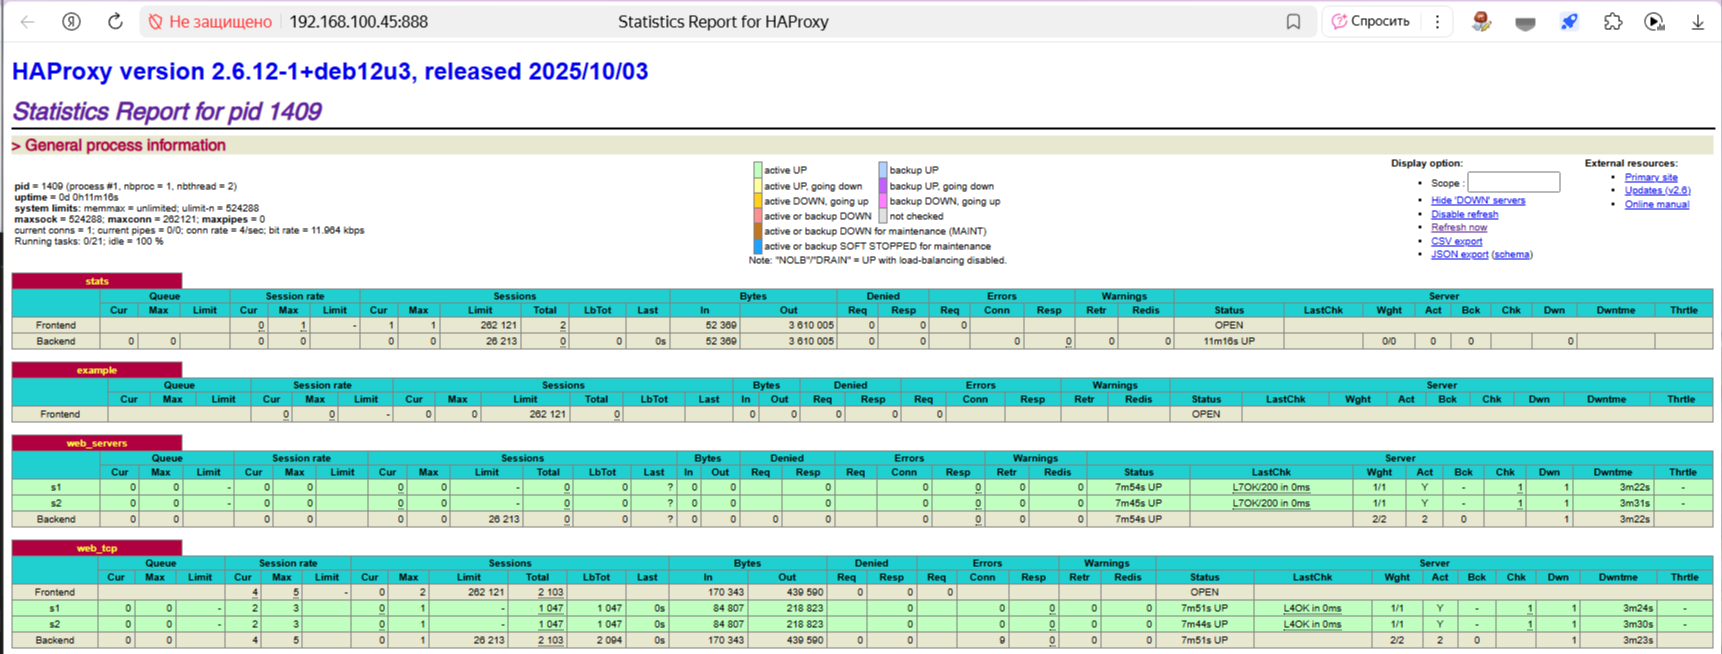 Не защищено 192.168.100.45:888 Statistics Report for HAProxy Спросить
HAProxy version 2.6.12-1+deb12u3, released 2025/10/03
Statistics Report for pid 1409
> General process information
pid = 1409 (process #1, nbproc = 1, nbthread = 2)
uptime = 0d 0h11m16s
system limits: memmax = unlimited; ulimit-n = 524288
maxsock = 524288; maxconn = 262121; maxpipes = 0
current conns = 1; current pipes = 0/0; conn rate = 4/sec; bit rate = 11.964 kbps
Running tasks: 0/21; idle = 100 %
active UP backup UP
active UP, going down backup UP, going down
active DOWN, going up backup DOWN, going up
active or backup DOWN not checked
active or backup DOWN for maintenance (MAINT)
active or backup SOFT STOPPED for maintenance
Note: "NOLB"/"DRAIN" = UP with load-balancing disabled.
Display option:
Scope :
Hide 'DOWN' servers
Disable refresh
Refresh now
CSV export
JSON export (schema)
External resources:
Primary site
Updates (v2.6)
Online manual
stats
Queue Session rate Sessions Bytes Denied Errors Warnings Server
Cur Max Limit Cur Max Limit Cur Max Limit Total LbTot Last In Out Req Resp Req Conn Resp Retr Redis Status LastChk Wght Act Bck Chk Dwn Dwntme Thrtle
Frontend 0 1 - 1 1 262 121 2 52 369 3 610 005 0 0 0 OPEN
Backend 0 0 0 0 0 0 26 213 0 0 0s 52 369 3 610 005 0 0 0 0 0 0 11m16s UP 0/0 0 0 0
example
Queue Session rate Sessions Bytes Denied Errors Warnings Server
Cur Max Limit Cur Max Limit Cur Max Limit Total LbTot Last In Out Req Resp Req Conn Resp Retr Redis Status LastChk Wght Act Bck Chk Dwn Dwntme Thrtle
Frontend 0 0 - 0 0 262 121 0 0 0 0 0 0 OPEN
web_servers
Queue Session rate Sessions Bytes Denied Errors Warnings Server
Cur Max Limit Cur Max Limit Cur Max Limit Total LbTot Last In Out Req Resp Req Conn Resp Retr Redis Status LastChk Wght Act Bck Chk Dwn Dwntme Thrtle
s1 0 0 - 0 0 0 0 - 0 0 ? 0 0 0 0 0 0 0 7m54s UP L7OK/200 in 0ms 1/1 Y - 1 1 3m22s -
s2 0 0 - 0 0 0 0 - 0 0 ? 0 0 0 0 0 0 0 7m45s UP L7OK/200 in 0ms 1/1 Y - 1 1 3m31s -
Backend 0 0 0 0 0 0 26 213 0 0 ? 0 0 0 0 0 0 0 0 7m54s UP 2/2 2 0 1 3m22s
web_tcp
Queue Session rate Sessions Bytes Denied Errors Warnings Server
Cur Max Limit Cur Max Limit Cur Max Limit Total LbTot Last In Out Req Resp Req Conn Resp Retr Redis Status LastChk Wght Act Bck Chk Dwn Dwntme Thrtle
Frontend 4 5 - 0 2 262 121 2 103 170 343 439 590 0 0 0 OPEN
s1 0 0 - 2 3 0 1 - 1 047 1 047 0s 84 807 218 823 0 0 0 0 0 7m51s UP L4OK in 0ms 1/1 Y - 1 1 3m24s -
s2 0 0 - 2 3 0 1 - 1 047 1 047 0s 84 807 218 823 0 0 0 0 0 7m44s UP L4OK in 0ms 1/1 Y - 1 1 3m30s -
Backend 0 0 4 5 0 1 26 213 2 103 2 094 0s 170 343 439 590 0 0 9 0 0 0 7m51s UP 2/2 2 0 1 3m23s